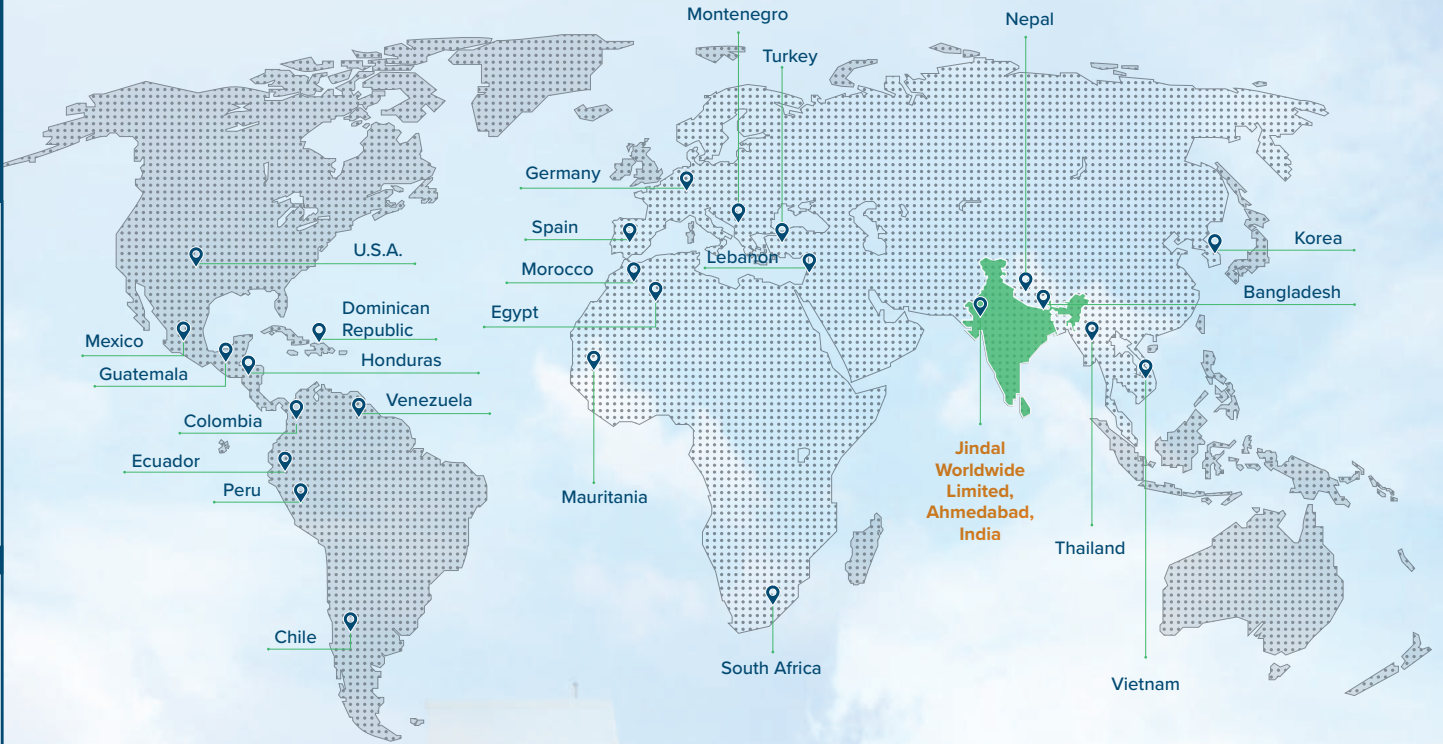 Montenegro
Nepal
Turkey
Germany
Spain
Korea
U.S.A.
Lebanon
Morocco
Bangladesh
Egypt
Dominican
Republic
Mexico
Honduras
Guatemala
Venezuela
Colombia
Jindal
Worldwide
Limited,
Ahmedabad,
India
Ecuador
Peru
Mauritania
Thailand
Chile
South Africa
Vietnam